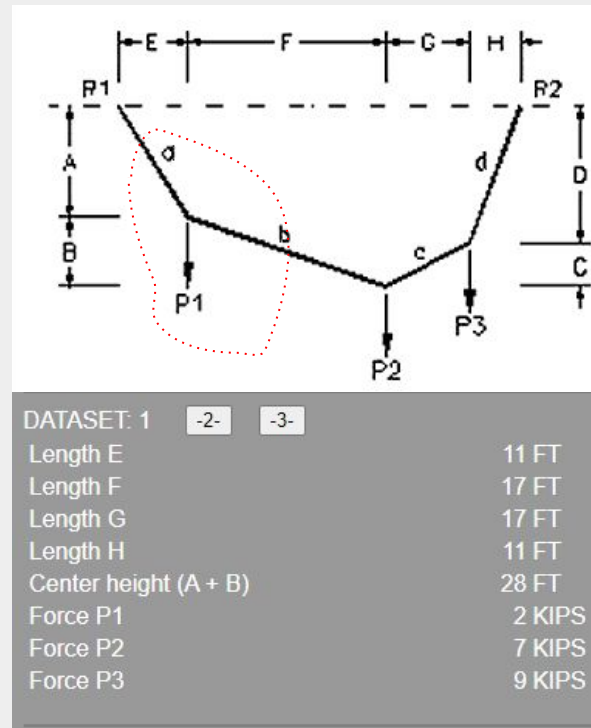 E F G H
R1 R2
A a d D
B b c C
P1 P3
P2
DATASET: 1 -2- -3-
Length E 11 FT
Length F 17 FT
Length G 17 FT
Length H 11 FT
Center height (A + B) 28 FT
Force P1 2 KIPS
Force P2 7 KIPS
Force P3 9 KIPS